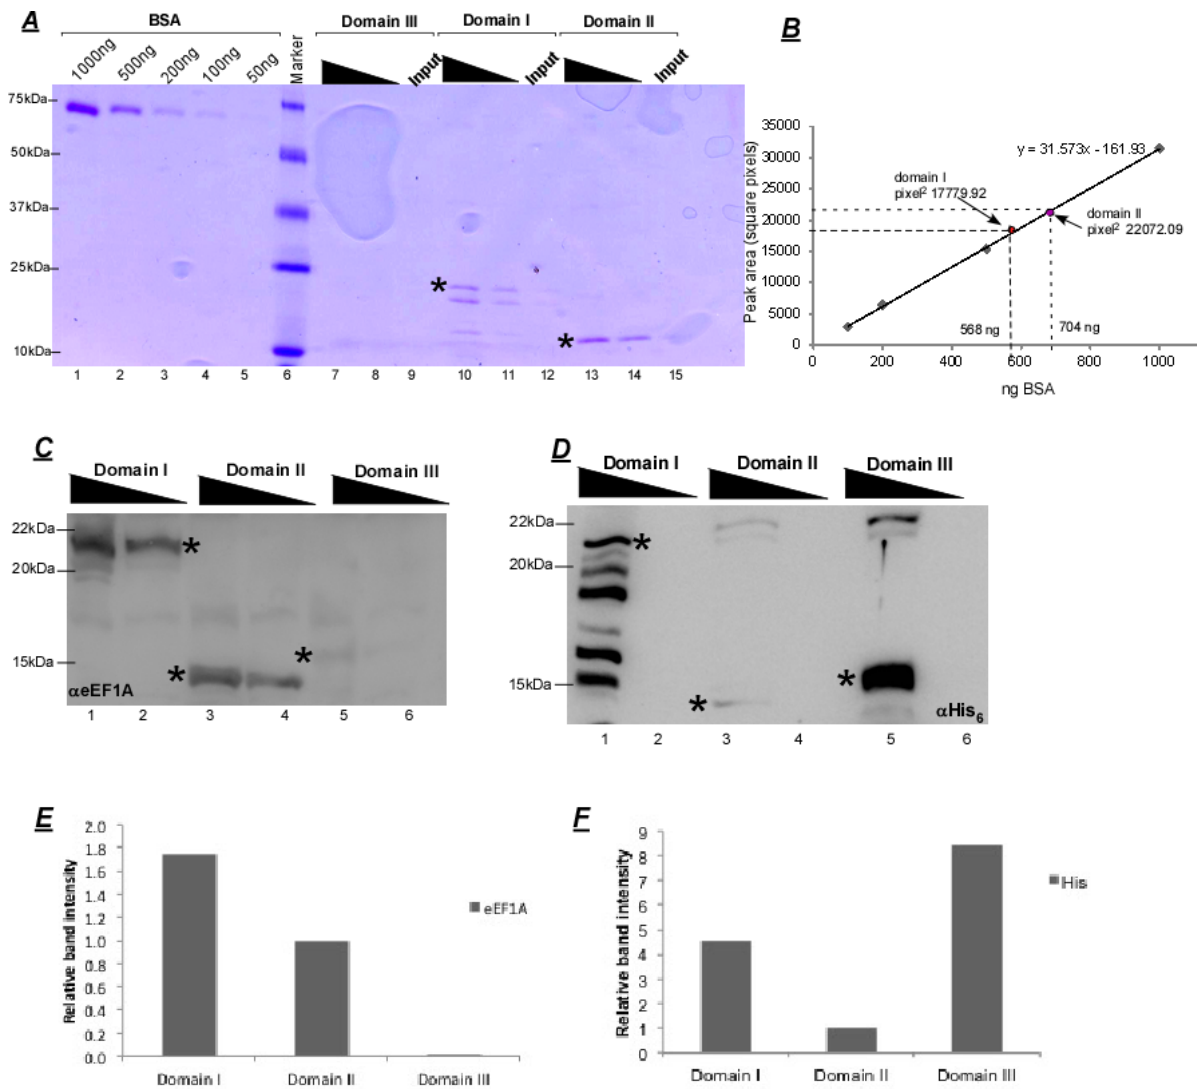 A
BSA
Domain III
Domain I
Domain II
1000ng
500ng
200ng
100ng
50ng
Marker
Input
Input
Input
75kDa
50kDa
37kDa
25kDa
10kDa
*
*
1 2 3 4 5 6 7 8 9 10 11 12 13 14 15
B
Peak area (square pixels)
35000
30000
25000
20000
15000
10000
5000
0
y = 31.573x - 161.93
domain I
pixel² 17779.92
domain II
pixel² 22072.09
568 ng
704 ng
0 200 400 600 800 1000
ng BSA
C
Domain I Domain II Domain III
22kDa
20kDa
15kDa
*
*
*
αeEF1A
1 2 3 4 5 6
D
Domain I Domain II Domain III
22kDa
20kDa
15kDa
*
*
*
αHis₆
1 2 3 4 5 6
E
Relative band intensity
2.0
1.8
1.6
1.4
1.2
1.0
0.8
0.6
0.4
0.2
0.0
Domain I Domain II Domain III
eEF1A
F
Relative band intensity
9
8
7
6
5
4
3
2
1
0
Domain I Domain II Domain III
His